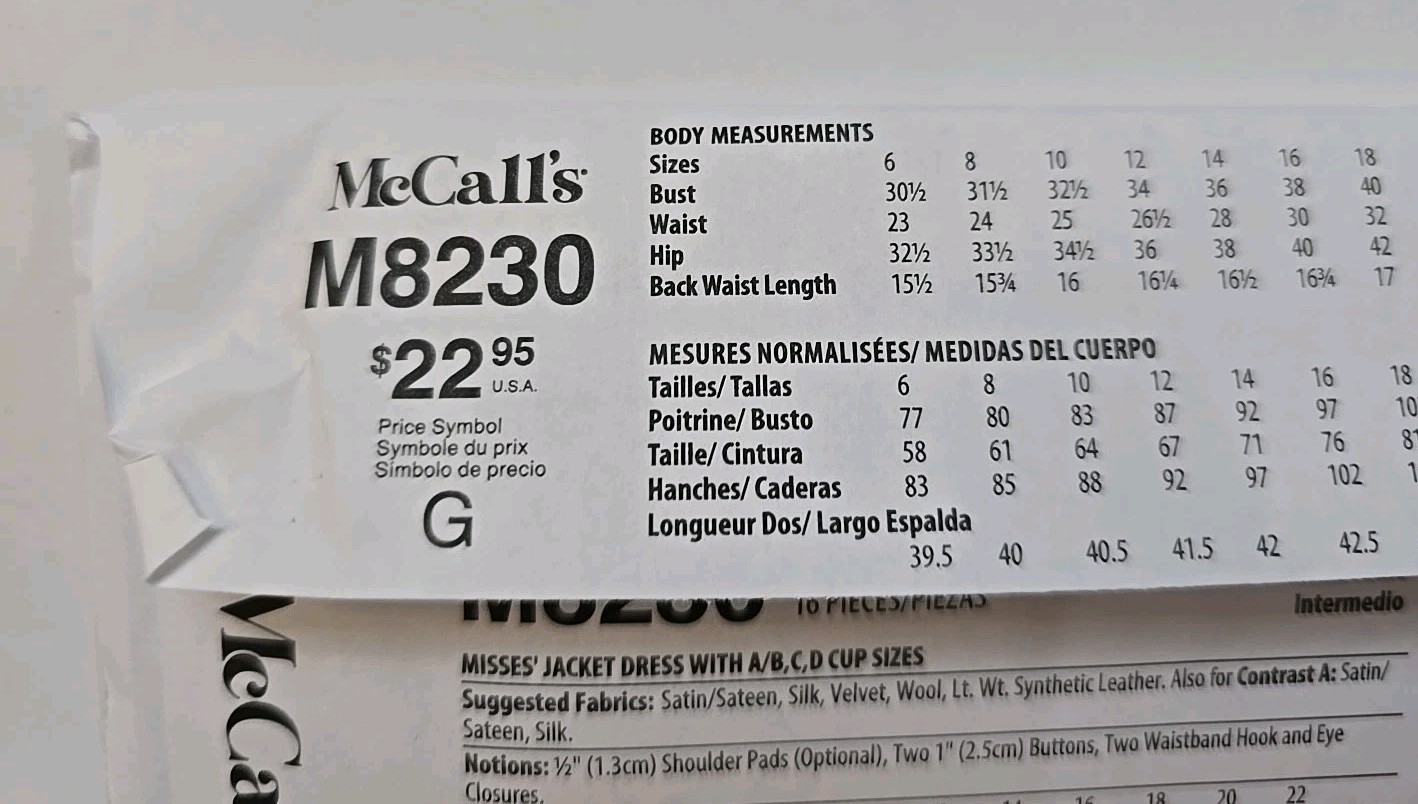 McCall's
M8230
$22 95
U.S.A.
Price Symbol
Symbole du prix
Símbolo de precio
G
BODY MEASUREMENTS
Sizes 6 8 10 12 14 16 18
Bust 30½ 31½ 32½ 34 36 38 40
Waist 23 24 25 26½ 28 30 32
Hip 32½ 33½ 34½ 36 38 40 42
Back Waist Length 15½ 15¾ 16 16¼ 16½ 16¾ 17
MESURES NORMALISÉES/ MEDIDAS DEL CUERPO
Tailles/ Tallas 6 8 10 12 14 16 18
Poitrine/ Busto 77 80 83 87 92 97 10
Taille/ Cintura 58 61 64 67 71 76 81
Hanches/ Caderas 83 85 88 92 97 102 1
Longueur Dos/ Largo Espalda
39.5 40 40.5 41.5 42 42.5
M8230 16 PIECES/PIEZAS Intermedio
MISSES' JACKET DRESS WITH A/B,C,D CUP SIZES
Suggested Fabrics: Satin/Sateen, Silk, Velvet, Wool, Lt. Wt. Synthetic Leather. Also for Contrast A: Satin/
Sateen, Silk.
Notions: ½" (1.3cm) Shoulder Pads (Optional), Two 1" (2.5cm) Buttons, Two Waistband Hook and Eye
Closures.
16 18 20 22
McCa